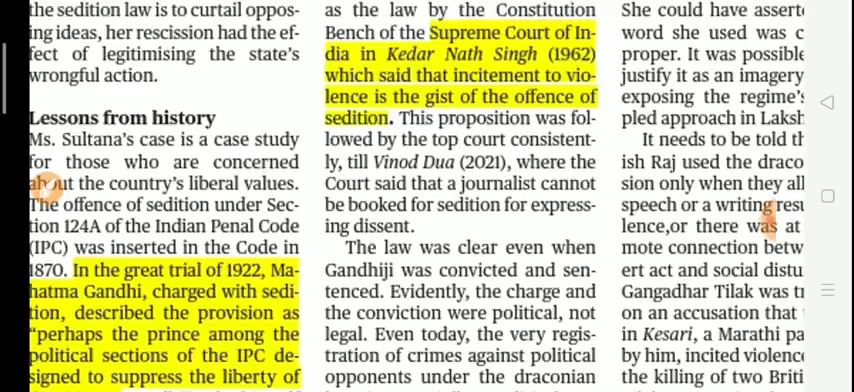 the sedition law is to curtail oppos-
ing ideas, her rescission had the ef-
fect of legitimising the state's
wrongful action.
Lessons from history
Ms. Sultana's case is a case study
for those who are concerned
about the country's liberal values.
The offence of sedition under Sec-
tion 124A of the Indian Penal Code
(IPC) was inserted in the Code in
1870. In the great trial of 1922, Ma-
hatma Gandhi, charged with sedi-
tion, described the provision as
"perhaps the prince among the
political sections of the IPC de-
signed to suppress the liberty of
as the law by the Constitution
Bench of the Supreme Court of In-
dia in Kedar Nath Singh (1962)
which said that incitement to vio-
lence is the gist of the offence of
sedition. This proposition was fol-
lowed by the top court consistent-
ly, till Vinod Dua (2021), where the
Court said that a journalist cannot
be booked for sedition for express-
ing dissent.
The law was clear even when
Gandhiji was convicted and sen-
tenced. Evidently, the charge and
the conviction were political, not
legal. Even today, the very regis-
tration of crimes against political
opponents under the draconian
She could have assert
word she used was c
proper. It was possible
justify it as an imagery
exposing the regime's
pled approach in Laksh
It needs to be told th
ish Raj used the draco
sion only when they all
speech or a writing resu
lence,or there was at
mote connection betw
ert act and social distu
Gangadhar Tilak was tr
on an accusation that
in Kesari, a Marathi pa
by him, incited violence
the killing of two Briti